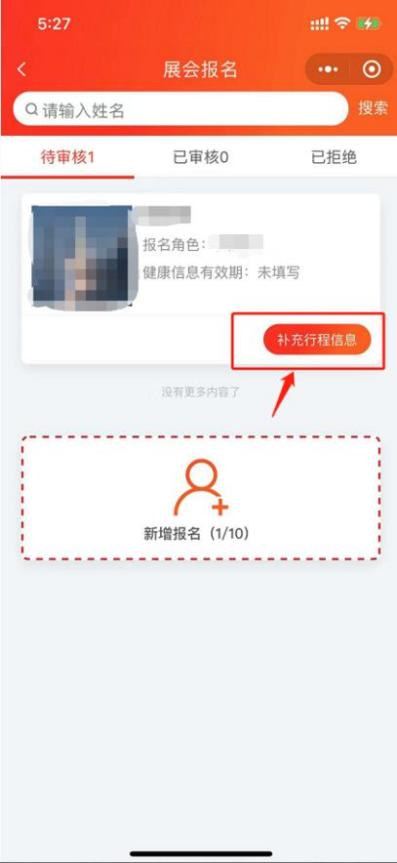 5:27
展会报名
请输入姓名
搜索
待审核1
已审核0
已拒绝
报名角色：
健康信息有效期：未填写
补充行程信息
没有更多内容了
新增报名（1/10）